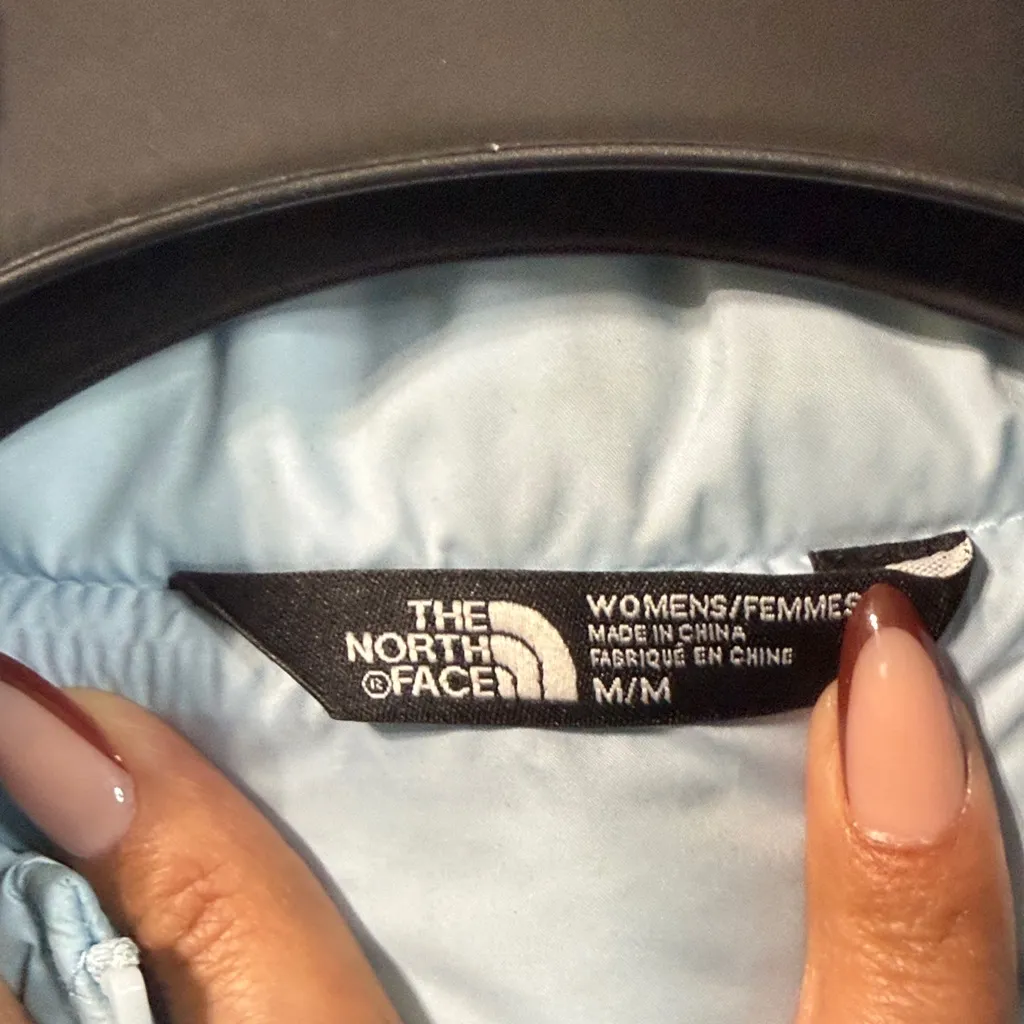 THE
NORTH
®FACE
WOMENS/FEMMES
MADE IN CHINA
FABRIQUÉ EN CHINE
M/M